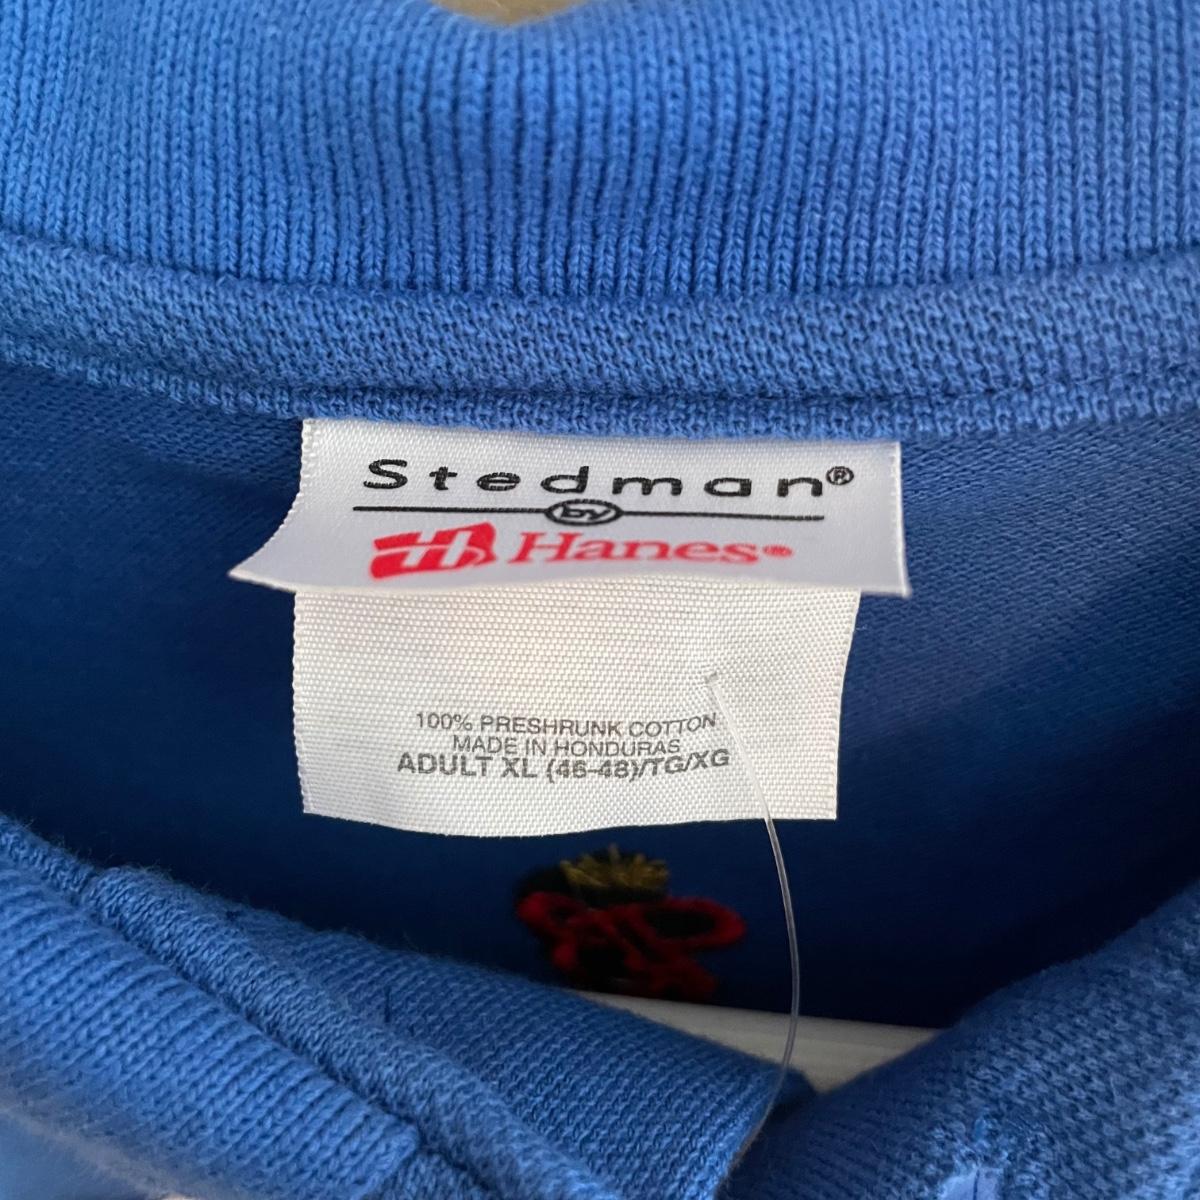 Stedman®
by
Hanes®
100% PRESHRUNK COTTON
MADE IN HONDURAS
ADULT XL (46-48)/TG/XG